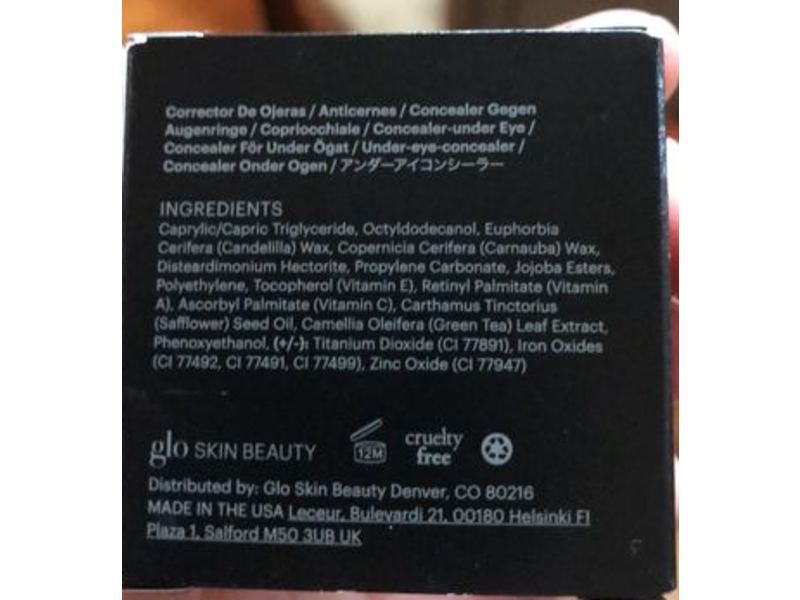 Corrector De Ojeras / Anticernes / Concealer Gegen
Augenringe / Copriocchiaie / Concealer-under Eye /
Concealer För Under Ögat / Under-eye-concealer /
Concealer Onder Ogen / アンダーアイコンシーラー
INGREDIENTS
Caprylic/Capric Triglyceride, Octyldodecanol, Euphorbia
Cerifera (Candelilla) Wax, Copernicia Cerifera (Carnauba) Wax,
Disteardimonium Hectorite, Propylene Carbonate, Jojoba Esters,
Polyethylene, Tocopherol (Vitamin E), Retinyl Palmitate (Vitamin
A), Ascorbyl Palmitate (Vitamin C), Carthamus Tinctorius
(Safflower) Seed Oil, Camellia Oleifera (Green Tea) Leaf Extract,
Phenoxyethanol, (+/-): Titanium Dioxide (CI 77891), Iron Oxides
(CI 77492, CI 77491, CI 77499), Zinc Oxide (CI 77947)
glo SKIN BEAUTY
12M
cruelty
free
Distributed by: Glo Skin Beauty Denver, CO 80216
MADE IN THE USA Leceur, Bulevardi 21, 00180 Helsinki FI
Plaza 1, Salford M50 3UB UK